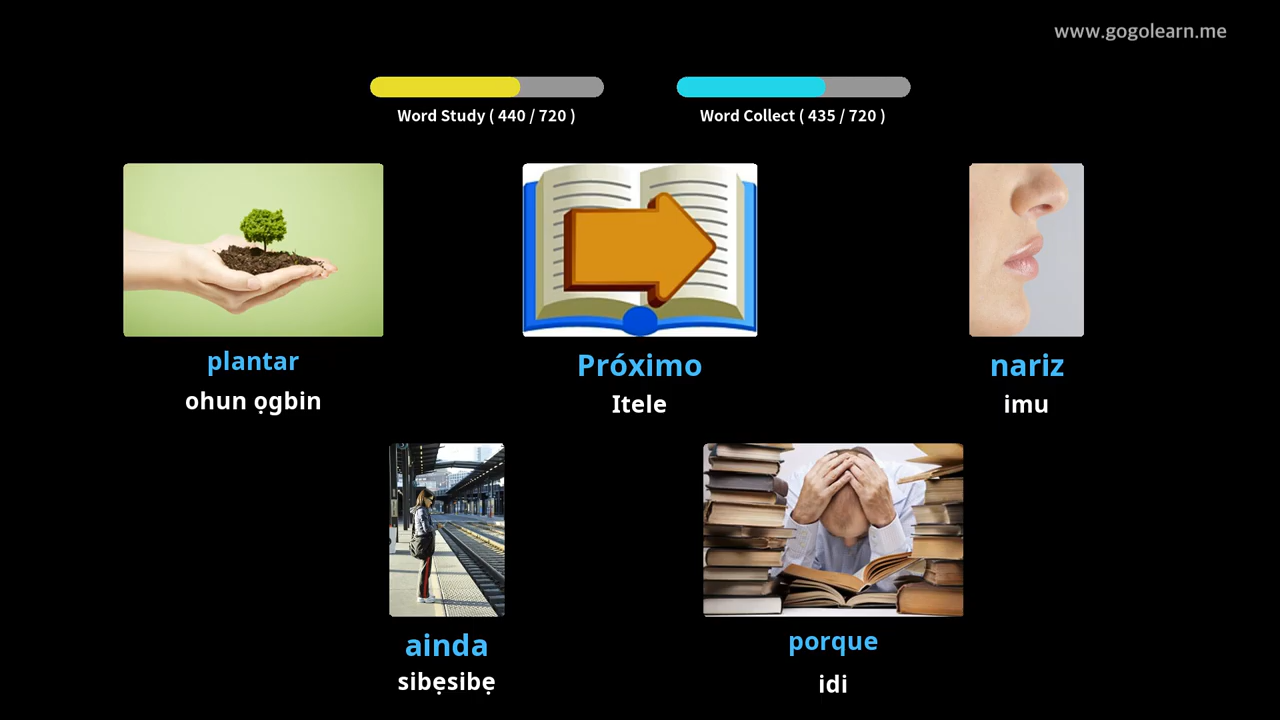 www.gogolearn.me
Word Study ( 440 / 720 )
Word Collect ( 435 / 720 )
plantar
ohun ọgbin
Próximo
Itele
nariz
imu
ainda
sibẹsibẹ
porque
idi